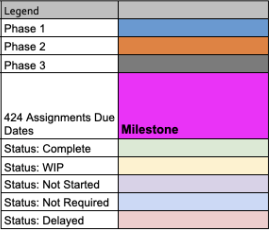 Legend
Phase 1
Phase 2
Phase 3
424 Assignments Due
Dates
Milestone
Status: Complete
Status: WIP
Status: Not Started
Status: Not Required
Status: Delayed